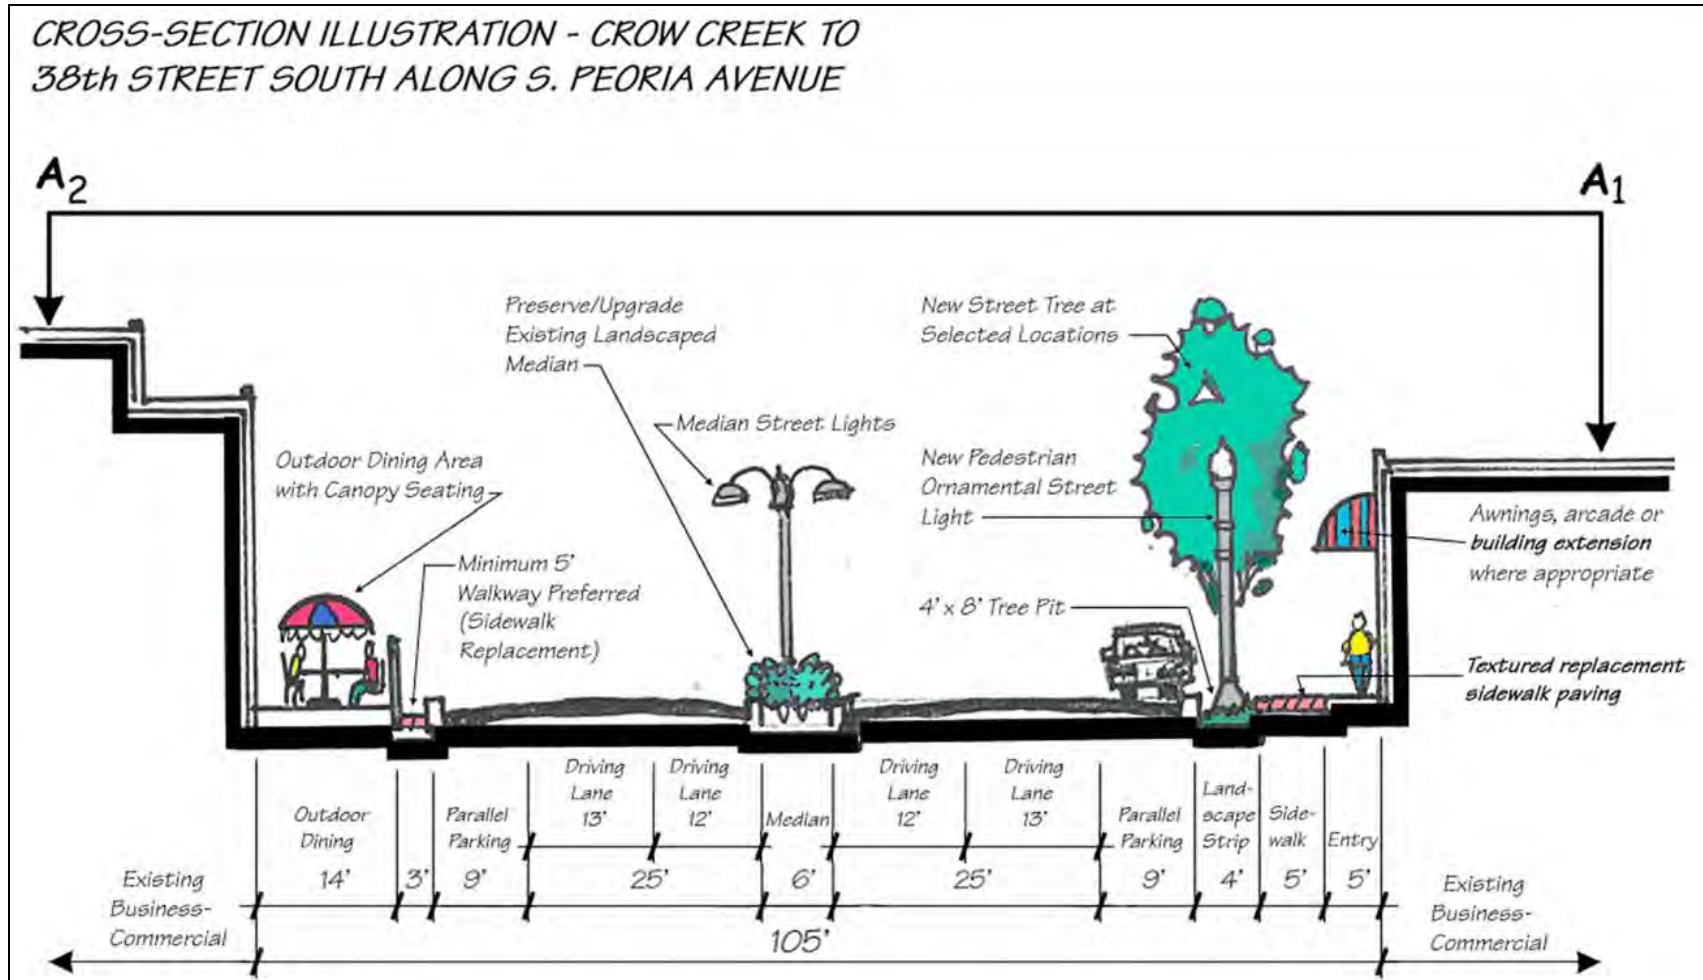 CROSS-SECTION ILLUSTRATION - CROW CREEK TO
38th STREET SOUTH ALONG S. PEORIA AVENUE
A2
A1
Preserve/Upgrade
Existing Landscaped
Median
New Street Tree at
Selected Locations
Median Street Lights
Outdoor Dining Area
with Canopy Seating
New Pedestrian
Ornamental Street
Light
Awnings, arcade or
building extension
where appropriate
Minimum 5'
Walkway Preferred
(Sidewalk
Replacement)
4' x 8' Tree Pit
Textured replacement
sidewalk paving
Outdoor
Dining
14'
3'
Parallel
Parking
9'
Driving
Lane
13'
Driving
Lane
12'
25'
Median
6'
Driving
Lane
12'
Driving
Lane
13'
25'
Parallel
Parking
9'
Land-
scape
Strip
4'
Side-
walk
5'
Entry
5'
Existing
Business-
Commercial
105'
Existing
Business-
Commercial